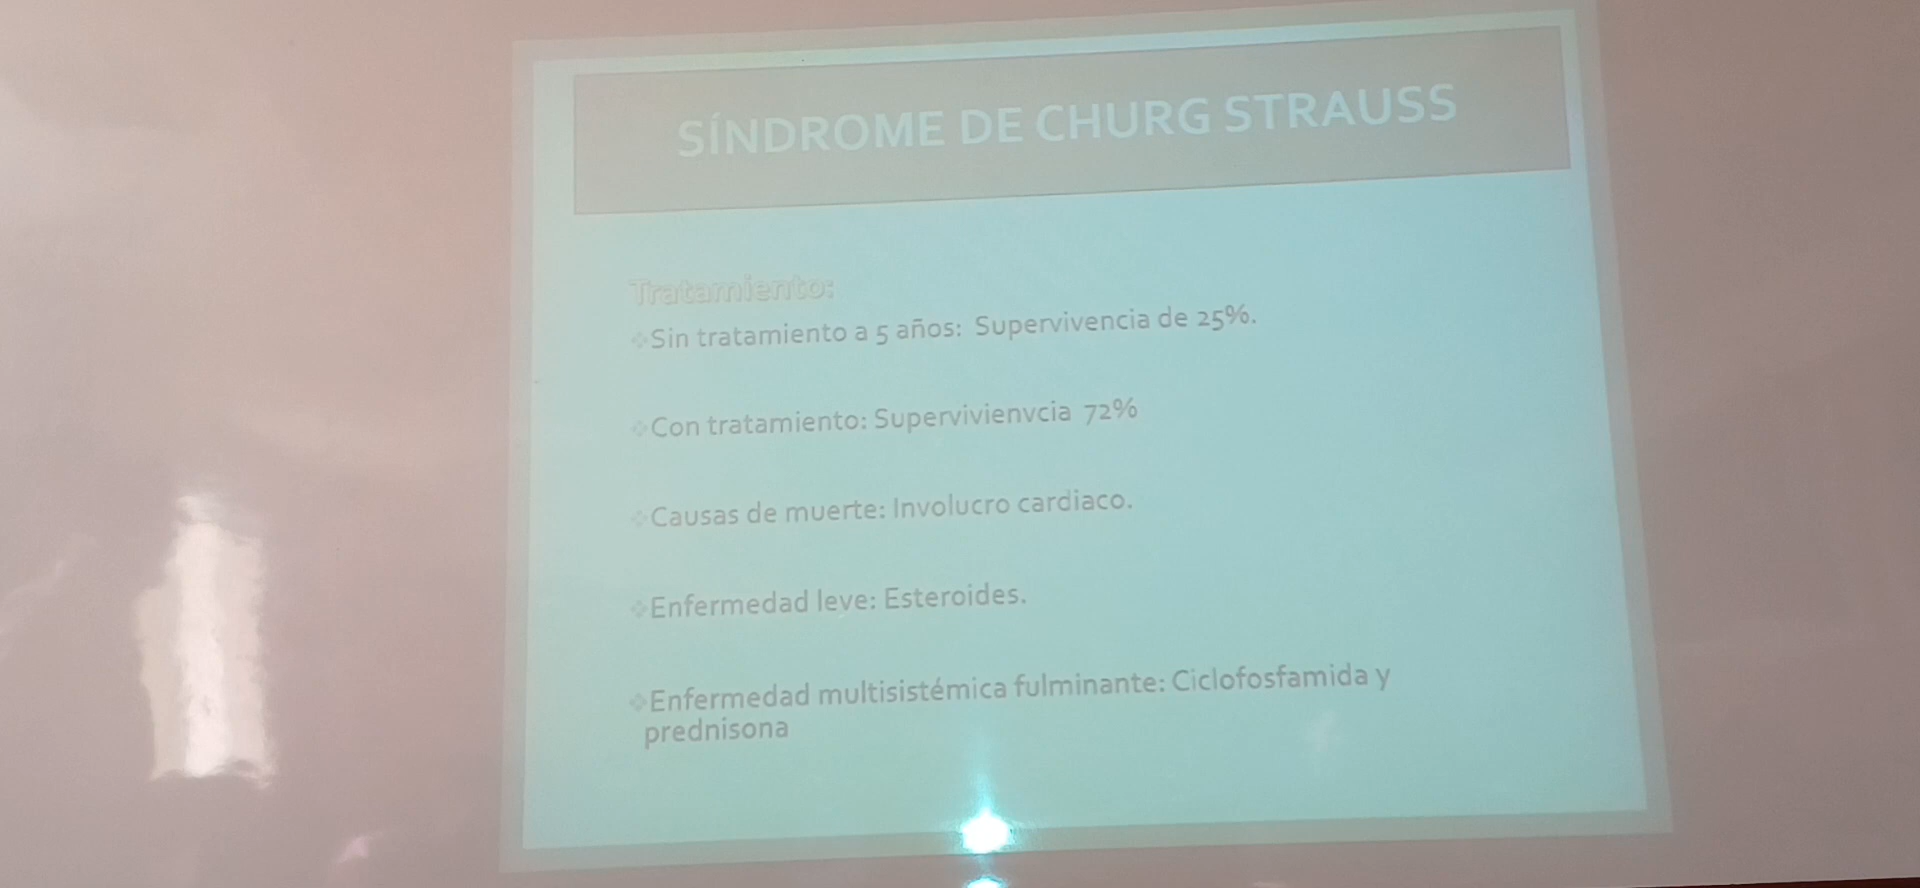 SÍNDROME DE CHURG STRAUSS
Tratamiento:
Sin tratamiento a 5 años: Supervivencia de 25%.
Con tratamiento: Supervivienvcia 72%
Causas de muerte: Involucro cardiaco.
Enfermedad leve: Esteroides.
Enfermedad multisistémica fulminante: Ciclofosfamida y
prednisona